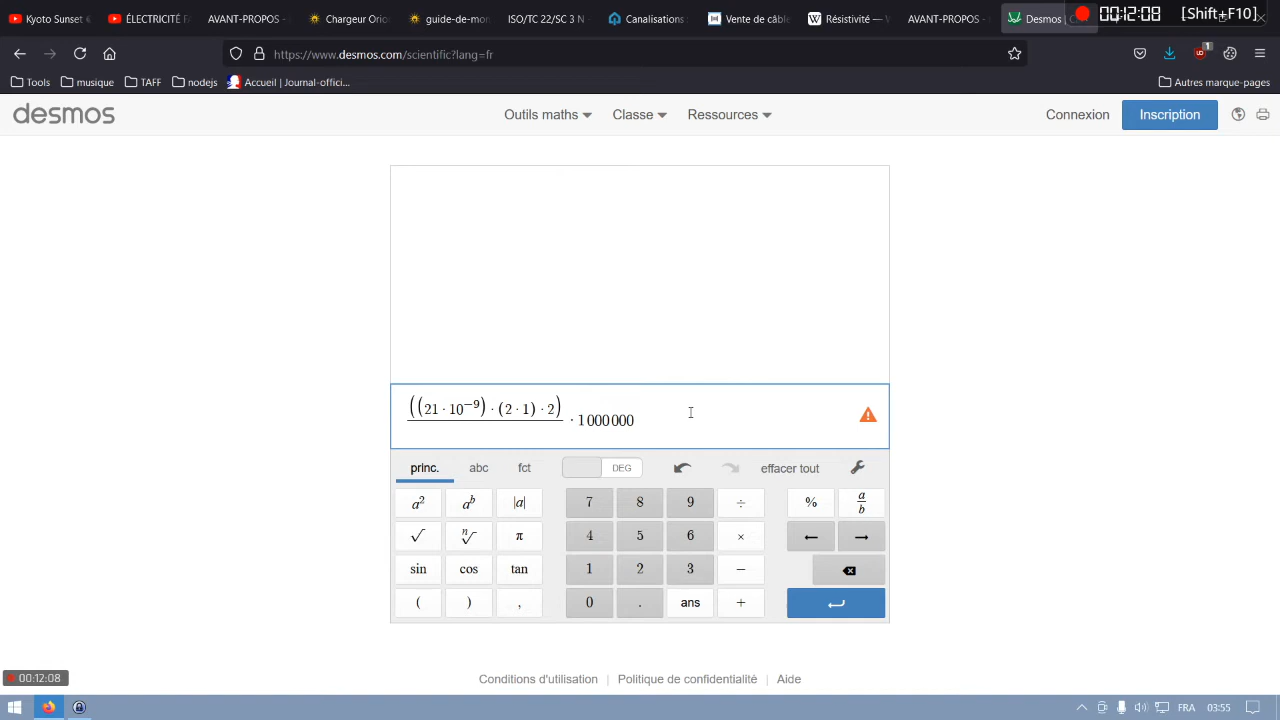 Kyoto Sunset
ÉLECTRICITÉ F
AVANT-PROPOS -
Chargeur Contro
guide-de-mon
ISO/TC 22/SC 3 N
Canalisations :
Vente de câble
Résistivité — W
AVANT-PROPOS -
Desmos | C
00:12:08 [Shift+F10]
https://www.desmos.com/scientific?lang=fr
1
Tools musique TAFF nodejs Accueil | Journal-offici... Autres marque-pages
desmos Outils maths Classe Ressources Connexion Inscription
((21 · 10⁻⁹) · (2 · 1) · 2) · 1000000
princ. abc fct DEG effacer tout
a² aᵇ |a| 7 8 9 ÷ % a/b
√ ⁿ√ π 4 5 6 × ← →
sin cos tan 1 2 3 −
( ) , 0 . ans +
00:12:08
Conditions d'utilisation | Politique de confidentialité | Aide
FRA 03:55